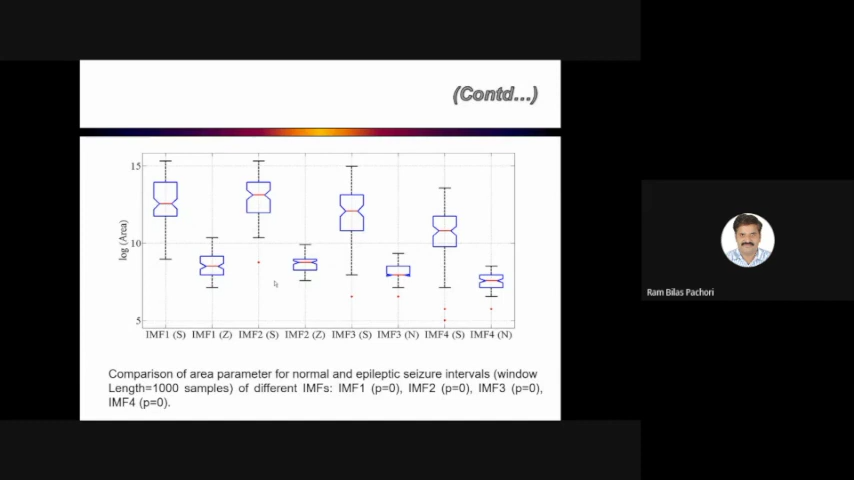 (Contd...)
15
10
5
log (Area)
IMF1 (S) IMF1 (Z) IMF2 (S) IMF2 (Z) IMF3 (S) IMF3 (N) IMF4 (S) IMF4 (N)
Comparison of area parameter for normal and epileptic seizure intervals (window
Length=1000 samples) of different IMFs: IMF1 (p=0), IMF2 (p=0), IMF3 (p=0),
IMF4 (p=0).
Ram Bilas Pachori